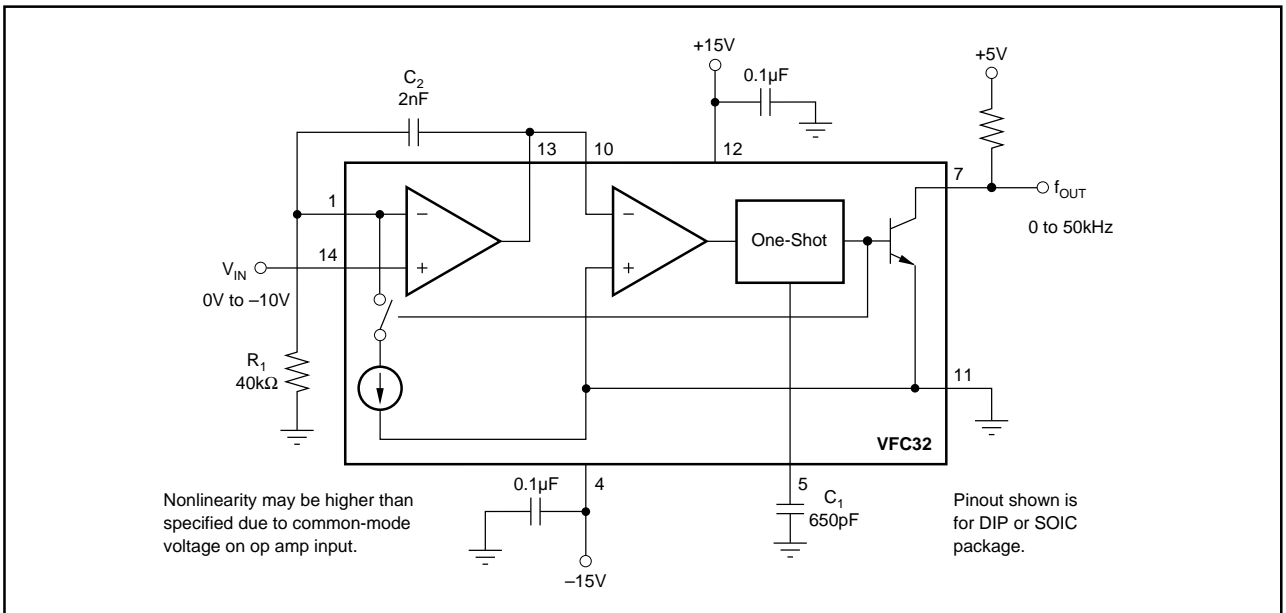 +15V
+5V
C2
2nF
0.1µF
13
10
12
7
fOUT
0 to 50kHz
1
−
−
One-Shot
14
VIN
+
+
0V to –10V
R1
40kΩ
11
VFC32
0.1µF
4
5
C1
650pF
–15V
Nonlinearity may be higher than
specified due to common-mode
voltage on op amp input.
Pinout shown is
for DIP or SOIC
package.